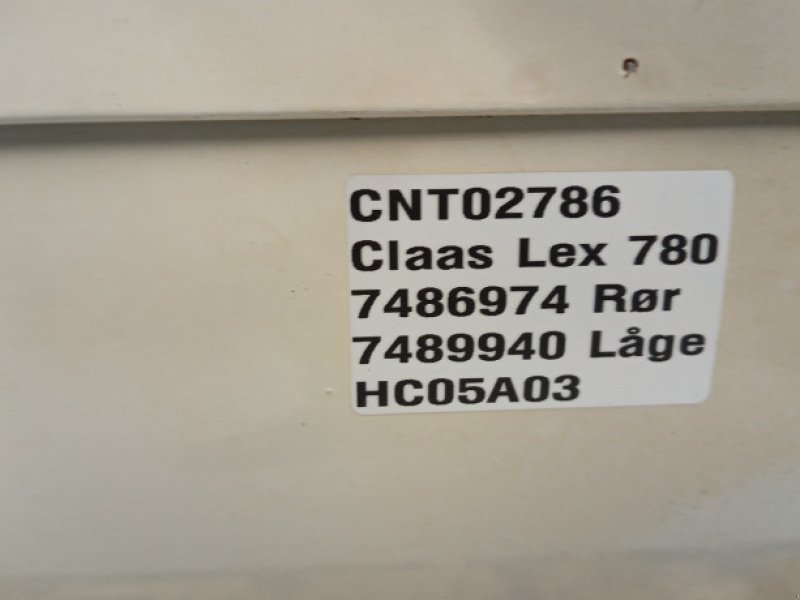 CNT02786
Claas Lex 780
7486974 Rør
7489940 Låge
HC05A03